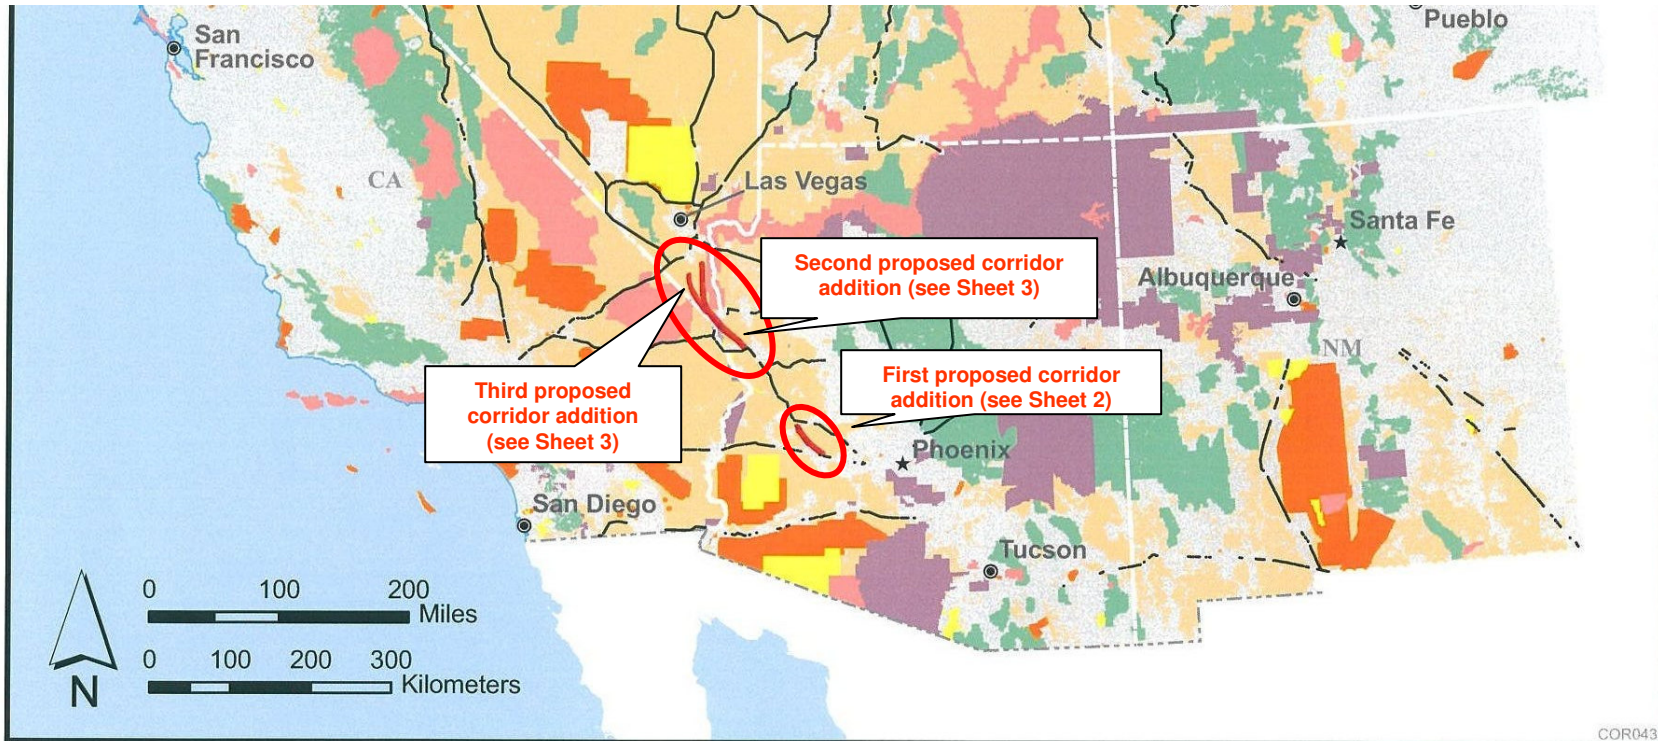 Pueblo
San
Francisco
CA
Las Vegas
Santa Fe
Second proposed corridor
addition (see Sheet 3)
Albuquerque
NM
Third proposed
corridor addition
(see Sheet 3)
First proposed corridor
addition (see Sheet 2)
Phoenix
San Diego
Tucson
0 100 200
Miles
0 100 200 300
Kilometers
N
COR043